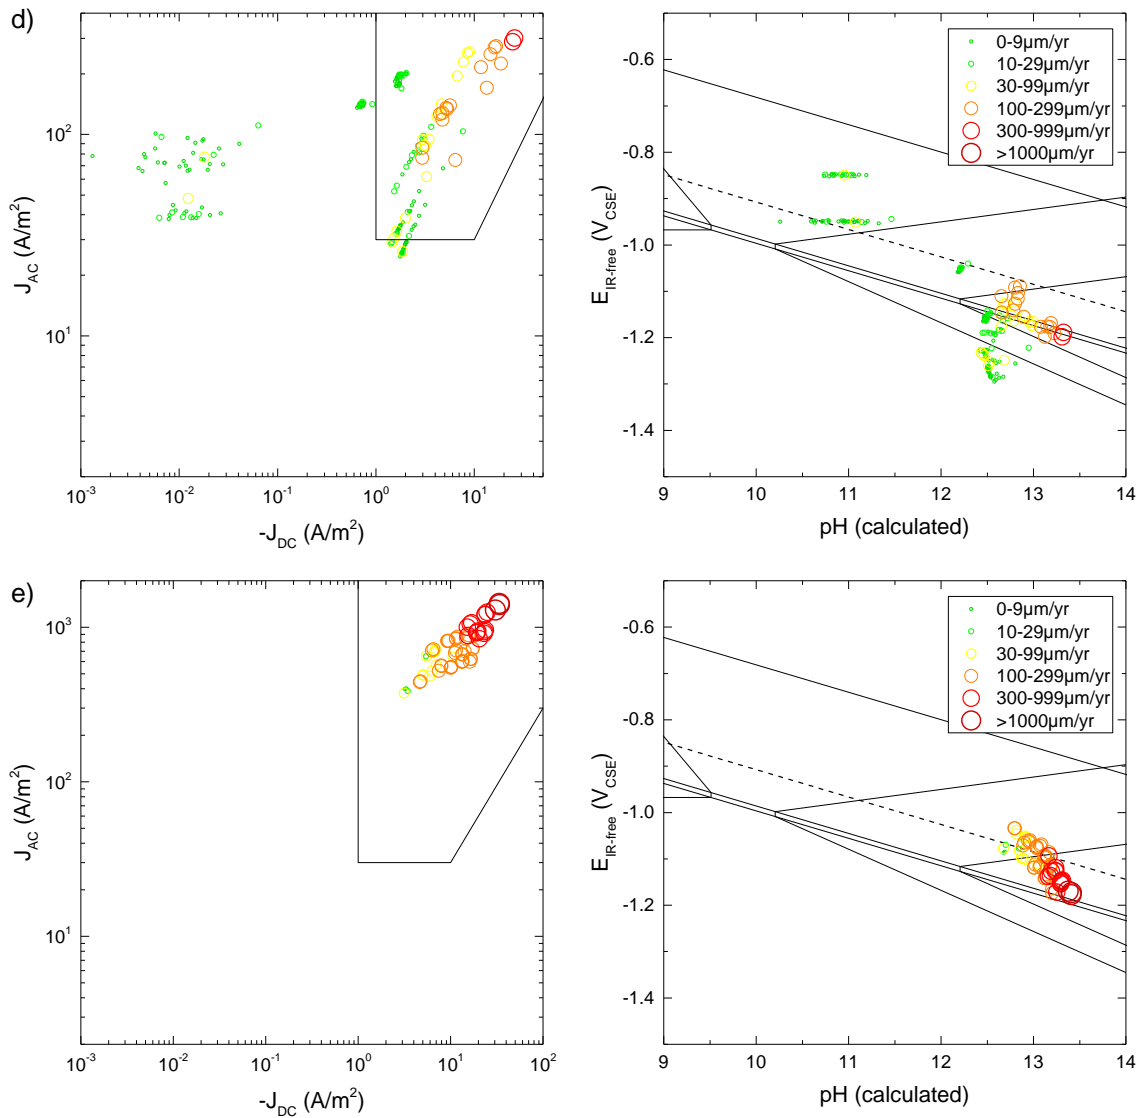 d)
10²
10¹
J_AC (A/m²)
10⁻³
10⁻²
10⁻¹
10⁰
10¹
-J_DC (A/m²)
-0.6
-0.8
-1.0
-1.2
-1.4
E_IR-free (V_CSE)
0-9µm/yr
10-29µm/yr
30-99µm/yr
100-299µm/yr
300-999µm/yr
>1000µm/yr
9
10
11
12
13
14
pH (calculated)
e)
10³
10²
10¹
J_AC (A/m²)
10⁻³
10⁻²
10⁻¹
10⁰
10¹
10²
-J_DC (A/m²)
-0.6
-0.8
-1.0
-1.2
-1.4
E_IR-free (V_CSE)
0-9µm/yr
10-29µm/yr
30-99µm/yr
100-299µm/yr
300-999µm/yr
>1000µm/yr
9
10
11
12
13
14
pH (calculated)